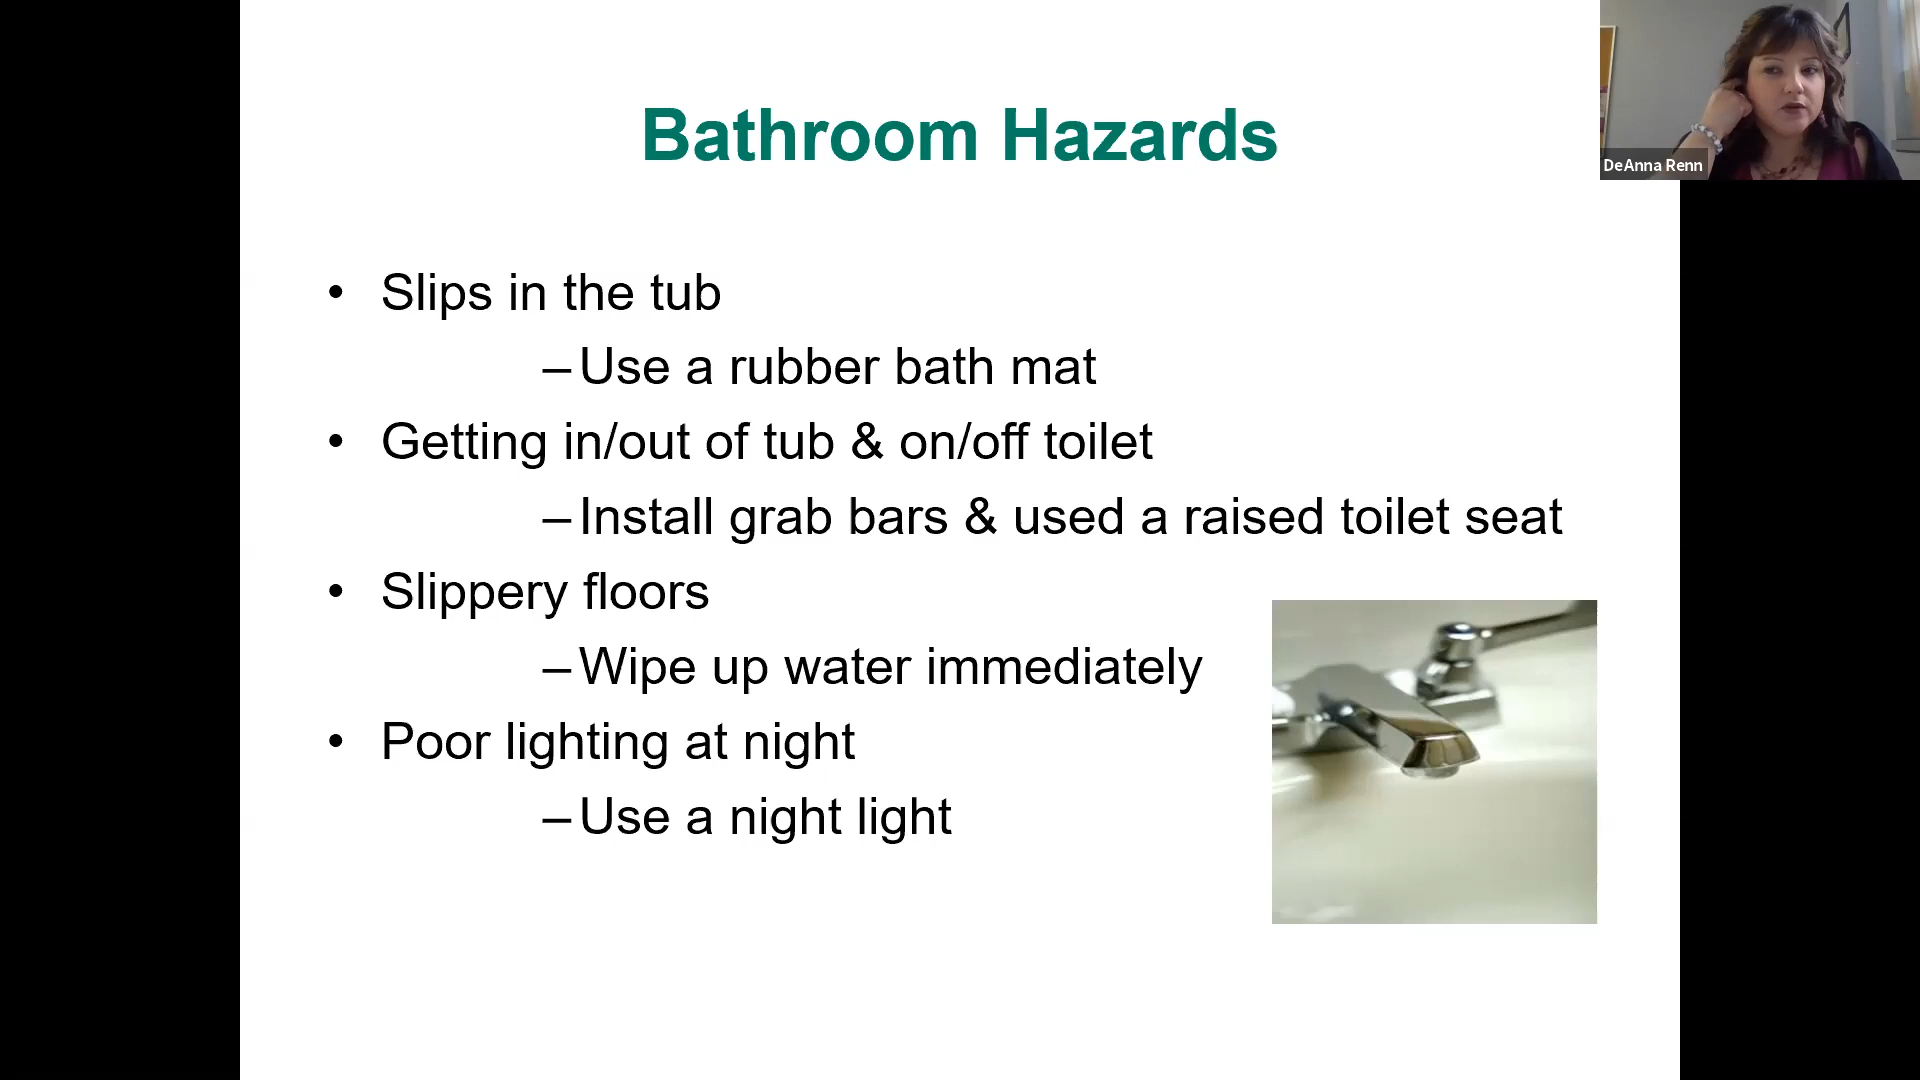 Bathroom Hazards
DeAnna Renn
• Slips in the tub
– Use a rubber bath mat
• Getting in/out of tub & on/off toilet
– Install grab bars & used a raised toilet seat
• Slippery floors
– Wipe up water immediately
• Poor lighting at night
– Use a night light